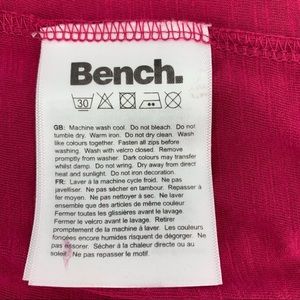 Bench.
30
GB: Machine wash cool. Do not bleach. Do not
tumble dry. Warm iron. Do not dry clean. Wash
like colours together. Fasten all zips before
washing. Wash with velcro closed. Remove
promptly from washer. Dark colours may transfer
whilst damp. Do not wring. Dry away from direct
heat and sunlight. Do not iron decoration
FR: Laver à la machine cycle froid. Ne pas
javelliser. Ne pas sécher en tambour. Repasser à
fer moyen. Ne pas nettoyer à sec. Ne laver
ensemble que des articles de même couleur
Fermer toutes les glissières avant le lavage.
Fermer le velcro avant le lavage. Retirer
promptement de la machine à laver. Les couleurs
foncées encore humides risquent de dégorger. Ne
pas essorer. Sécher à la chaleur directe ou au
soleil. Ne pas repasser le motif.